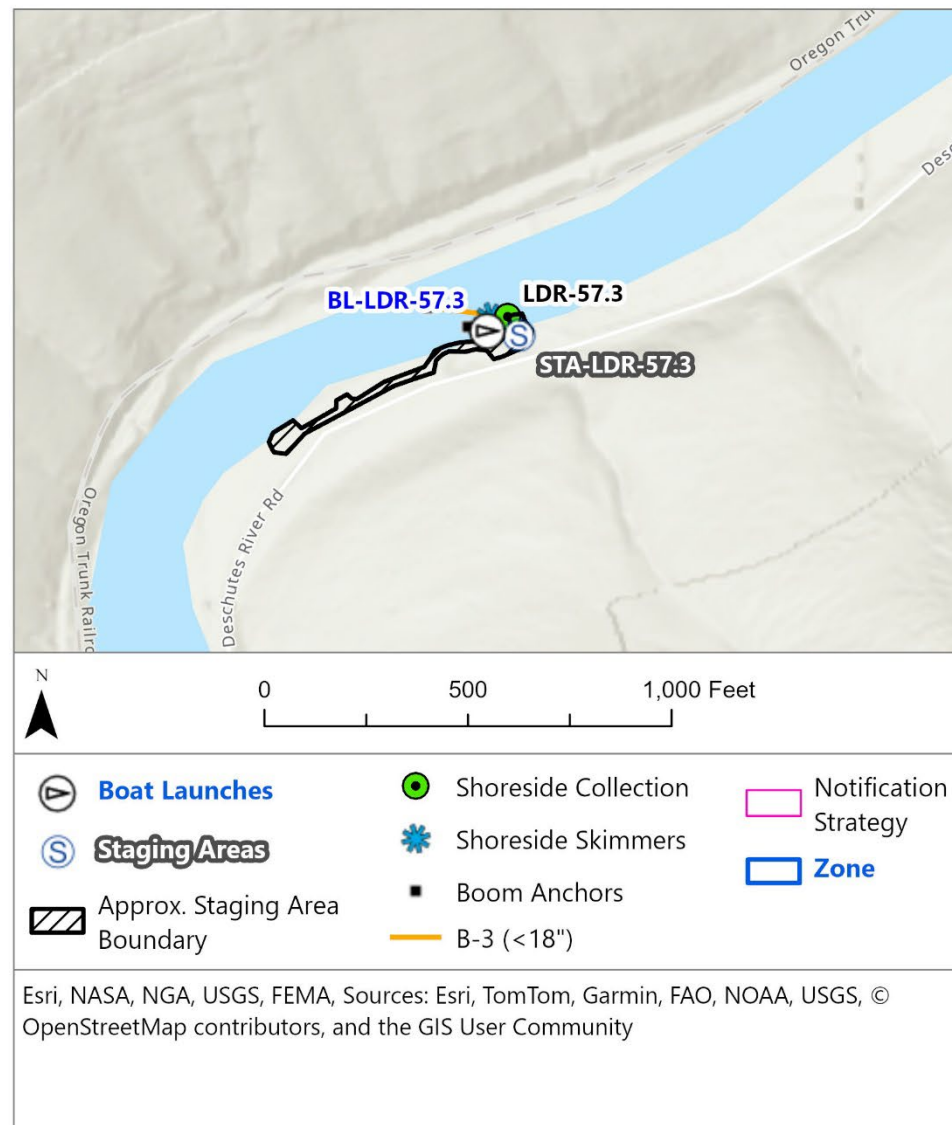 Oregon Trunk
BL-LDR-57.3
LDR-57.3
STA-LDR-57.3
Oregon Trunk Railro
Deschutes River Rd
N
0 500 1,000 Feet
Boat Launches
Staging Areas
Approx. Staging Area
Boundary
Shoreside Collection
Shoreside Skimmers
Boom Anchors
B-3 (<18")
Notification
Strategy
Zone
Esri, NASA, NGA, USGS, FEMA, Sources: Esri, TomTom, Garmin, FAO, NOAA, USGS, ©
OpenStreetMap contributors, and the GIS User Community